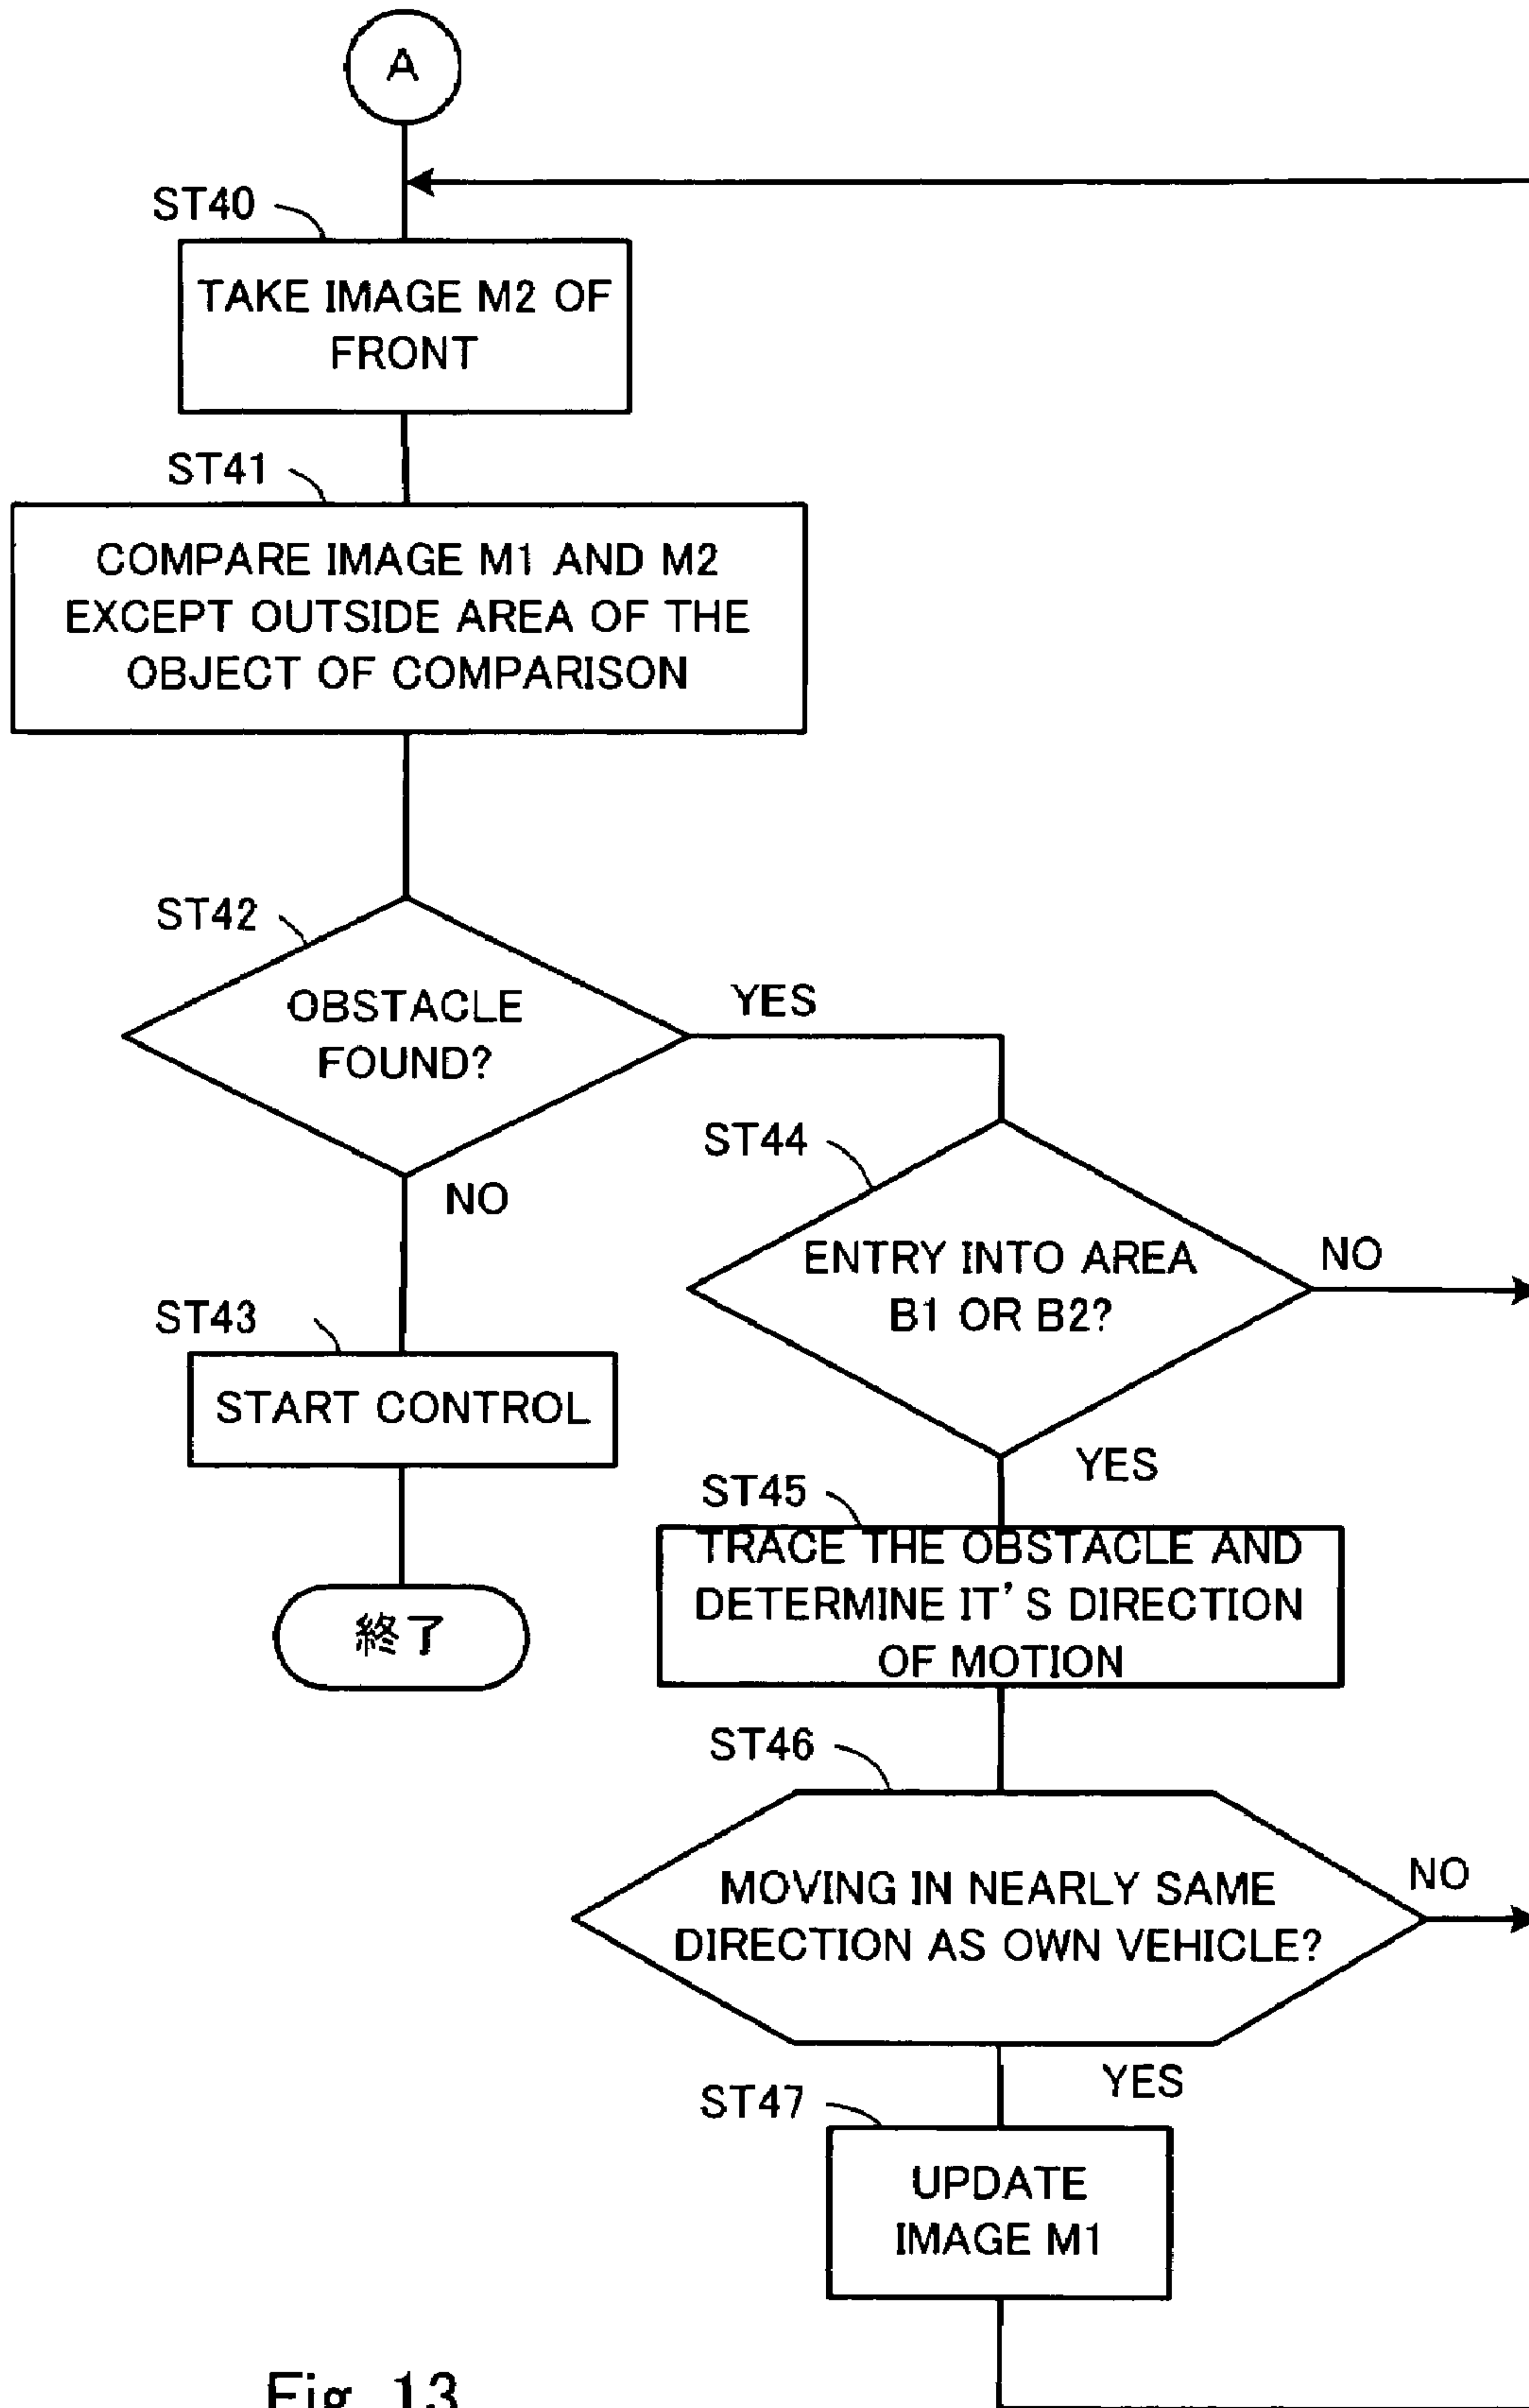 A
ST40
TAKE IMAGE M2 OF
FRONT
ST41
COMPARE IMAGE M1 AND M2
EXCEPT OUTSIDE AREA OF THE
OBJECT OF COMPARISON
ST42
OBSTACLE
FOUND?
YES
NO
ST43
START CONTROL
終了
ST44
ENTRY INTO AREA
B1 OR B2?
NO
YES
ST45
TRACE THE OBSTACLE AND
DETERMINE IT'S DIRECTION
OF MOTION
ST46
MOVING IN NEARLY SAME
DIRECTION AS OWN VEHICLE?
NO
YES
ST47
UPDATE
IMAGE M1
Fig. 13